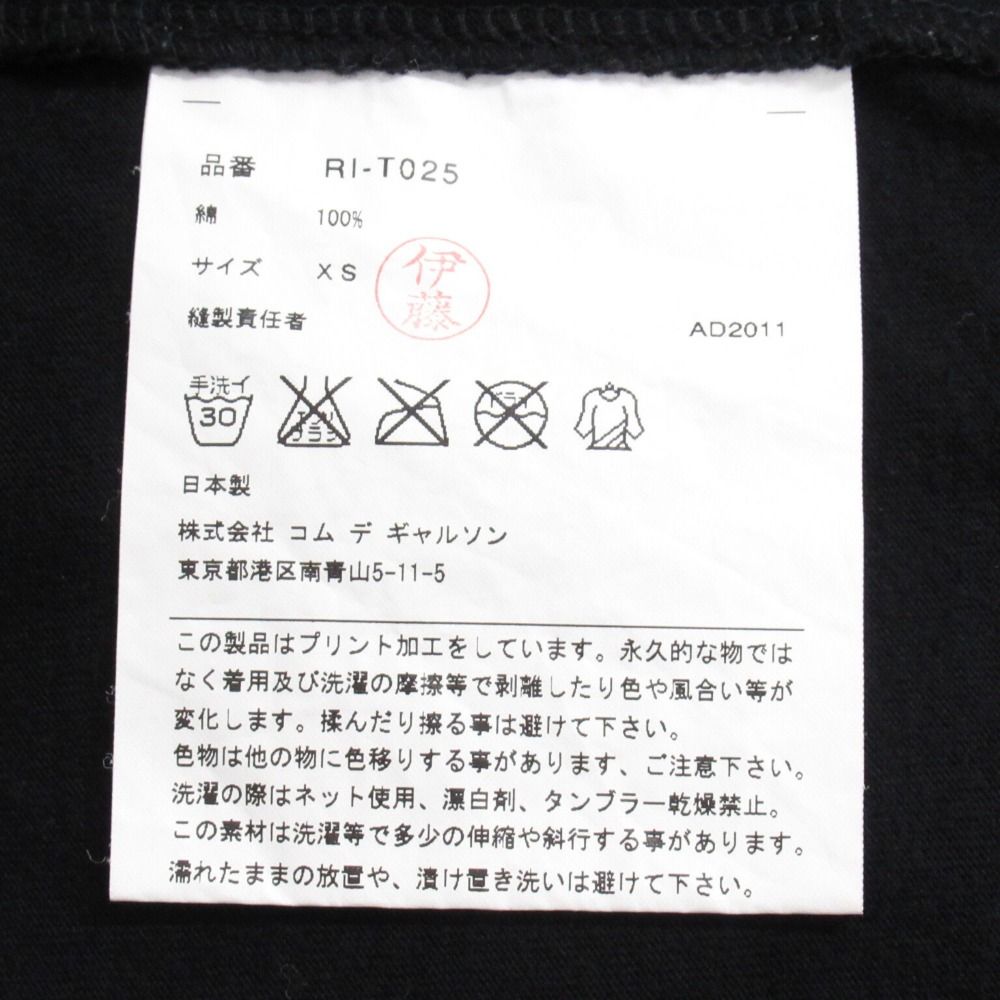 品番 RI-T025
綿 100%
サイズ XS
伊藤
縫製責任者 AD2011
手洗イ
30
エンソ
サラシ
ドライ
日本製
株式会社 コム デ ギャルソン
東京都港区南青山5-11-5
この製品はプリント加工をしています。永久的な物では
なく着用及び洗濯の摩擦等で剥離したり色や風合い等が
変化します。揉んだり擦る事は避けて下さい。
色物は他の物に色移りする事があります、ご注意下さい。
洗濯の際はネット使用、漂白剤、タンブラー乾燥禁止。
この素材は洗濯等で多少の伸縮や斜行する事があります。
濡れたままの放置や、漬け置き洗いは避けて下さい。